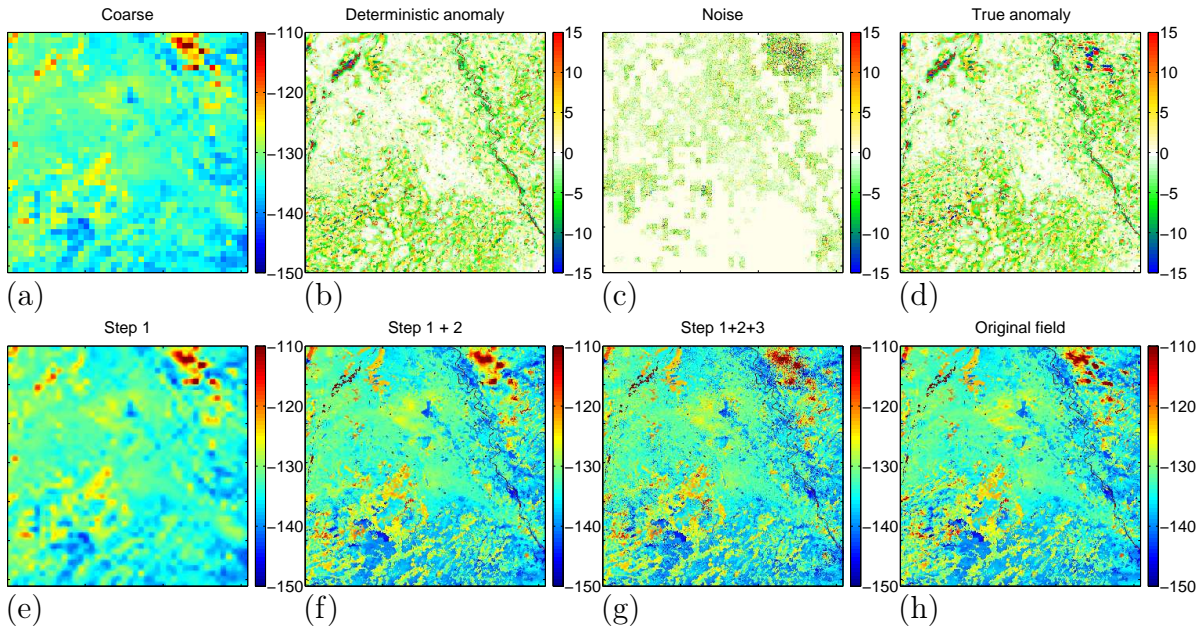 Coarse
Deterministic anomaly
Noise
True anomaly
−110
−120
−130
−140
−150
15
10
5
0
−5
−10
−15
15
10
5
0
−5
−10
−15
15
10
5
0
−5
−10
−15
(a)
(b)
(c)
(d)
Step 1
Step 1 + 2
Step 1+2+3
Original field
−110
−120
−130
−140
−150
−110
−120
−130
−140
−150
−110
−120
−130
−140
−150
−110
−120
−130
−140
−150
(e)
(f)
(g)
(h)